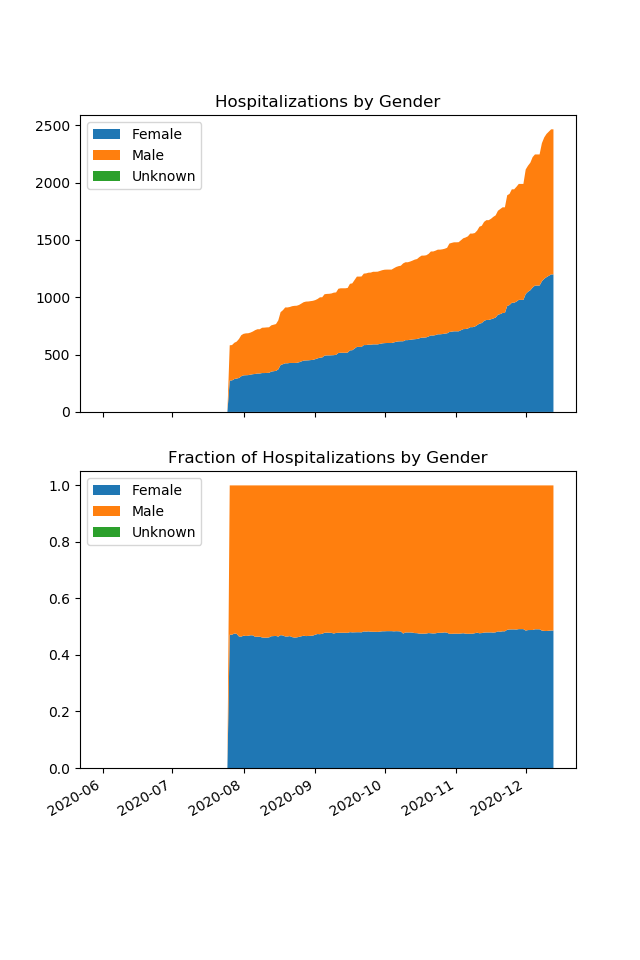 Hospitalizations by Gender
2500
2000
1500
1000
500
0
Female
Male
Unknown
Fraction of Hospitalizations by Gender
1.0
0.8
0.6
0.4
0.2
0.0
Female
Male
Unknown
2020-06 2020-07 2020-08 2020-09 2020-10 2020-11 2020-12